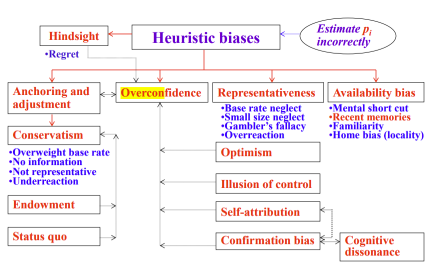 Hindsight
Heuristic biases
Estimate pi
incorrectly
•Regret
Anchoring and
adjustment
Overconfidence
Representativeness
Availability bias
•Base rate neglect
•Small size neglect
•Gambler's fallacy
•Overreaction
•Mental short cut
•Recent memories
•Familiarity
•Home bias (locality)
Conservatism
•Overweight base rate
•No information
•Not representative
•Underreaction
Optimism
Illusion of control
Endowment
Self-attribution
Status quo
Confirmation bias
Cognitive
dissonance